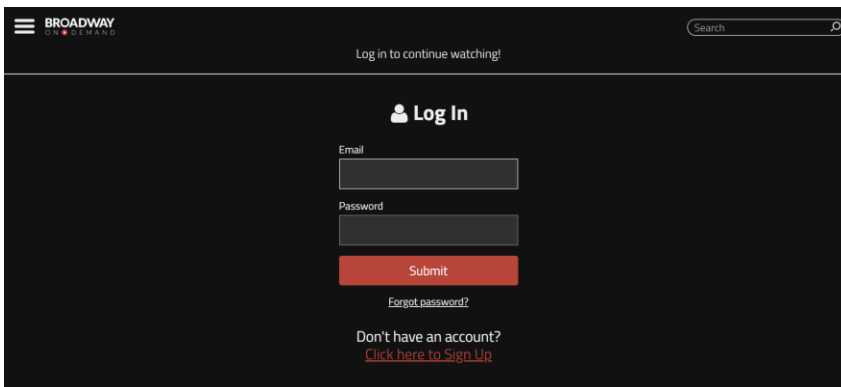 BROADWAY
ON DEMAND
Search
Log in to continue watching!
Log In
Email
Password
Submit
Forgot password?
Don't have an account?
Click here to Sign Up